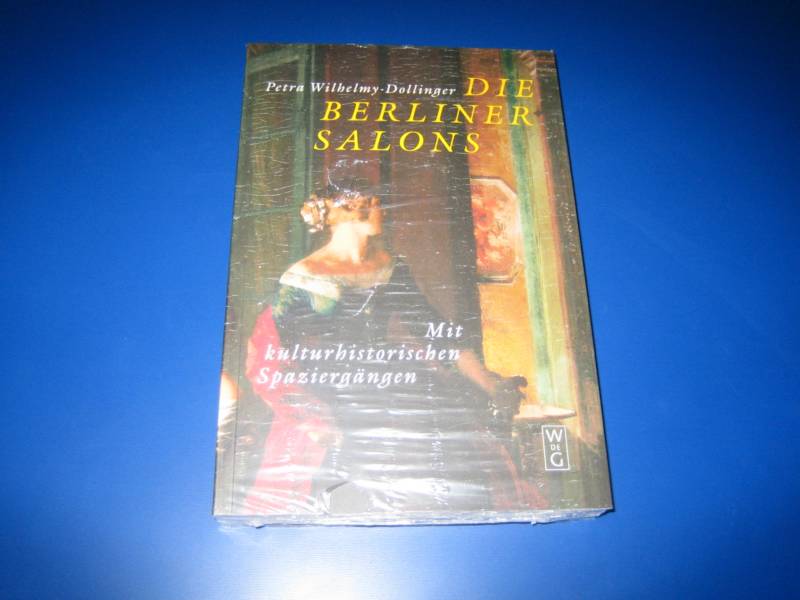 Petra Wilhelmy-Dollinger DIE
BERLINER
SALONS
Mit
kulturhistorischen
Spaziergängen
W
DE
G